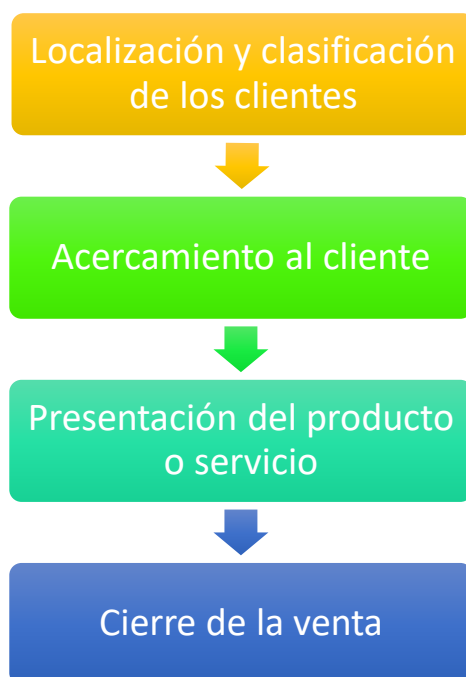 Localización y clasificación
de los clientes
Acercamiento al cliente
Presentación del producto
o servicio
Cierre de la venta